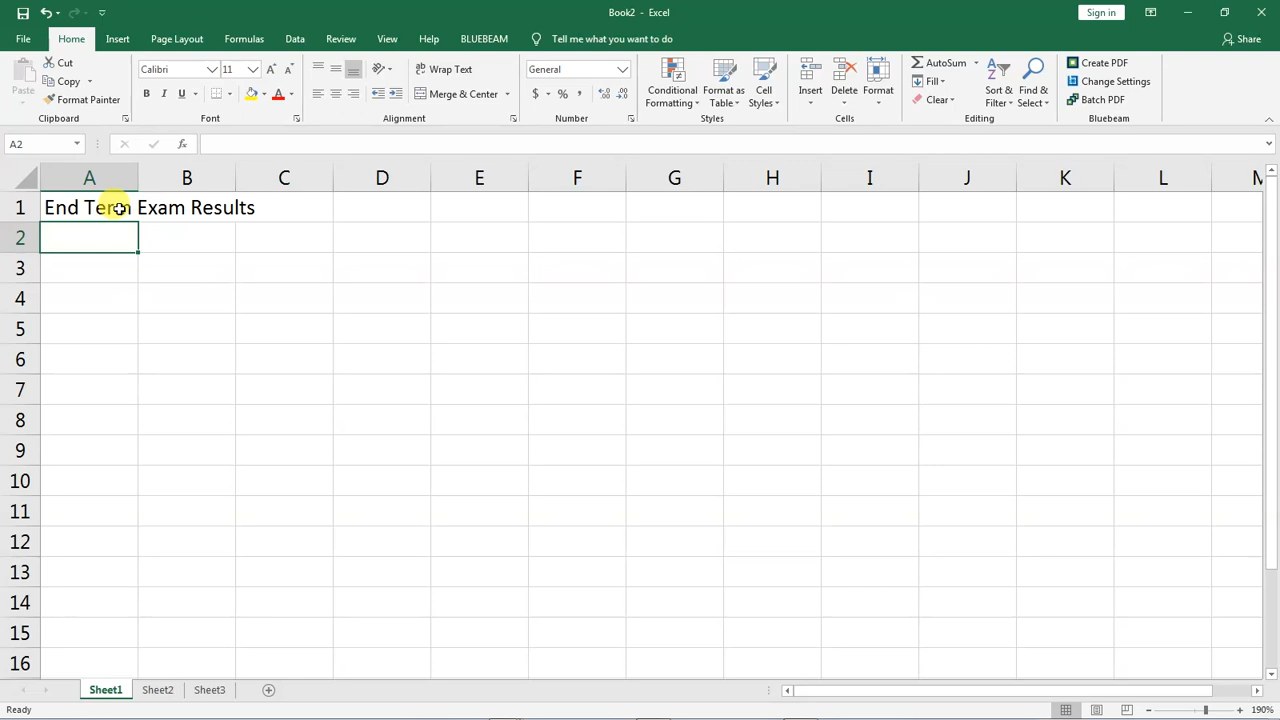 Book2 - Excel
Sign in
File Home Insert Page Layout Formulas Data Review View Help BLUEBEAM Tell me what you want to do Share
Paste
Cut
Copy
Format Painter
Clipboard
Calibri 11
B I U
Font
Wrap Text
Merge & Center
Alignment
General
$ % ,
Number
Conditional Formatting
Format as Table
Cell Styles
Styles
Insert Delete Format
Cells
AutoSum
Fill
Clear
Sort & Filter
Find & Select
Editing
Create PDF
Change Settings
Batch PDF
Bluebeam
A2 fx
A B C D E F G H I J K L M
1 End Term Exam Results
2
3
4
5
6
7
8
9
10
11
12
13
14
15
16
Sheet1 Sheet2 Sheet3
Ready 190%